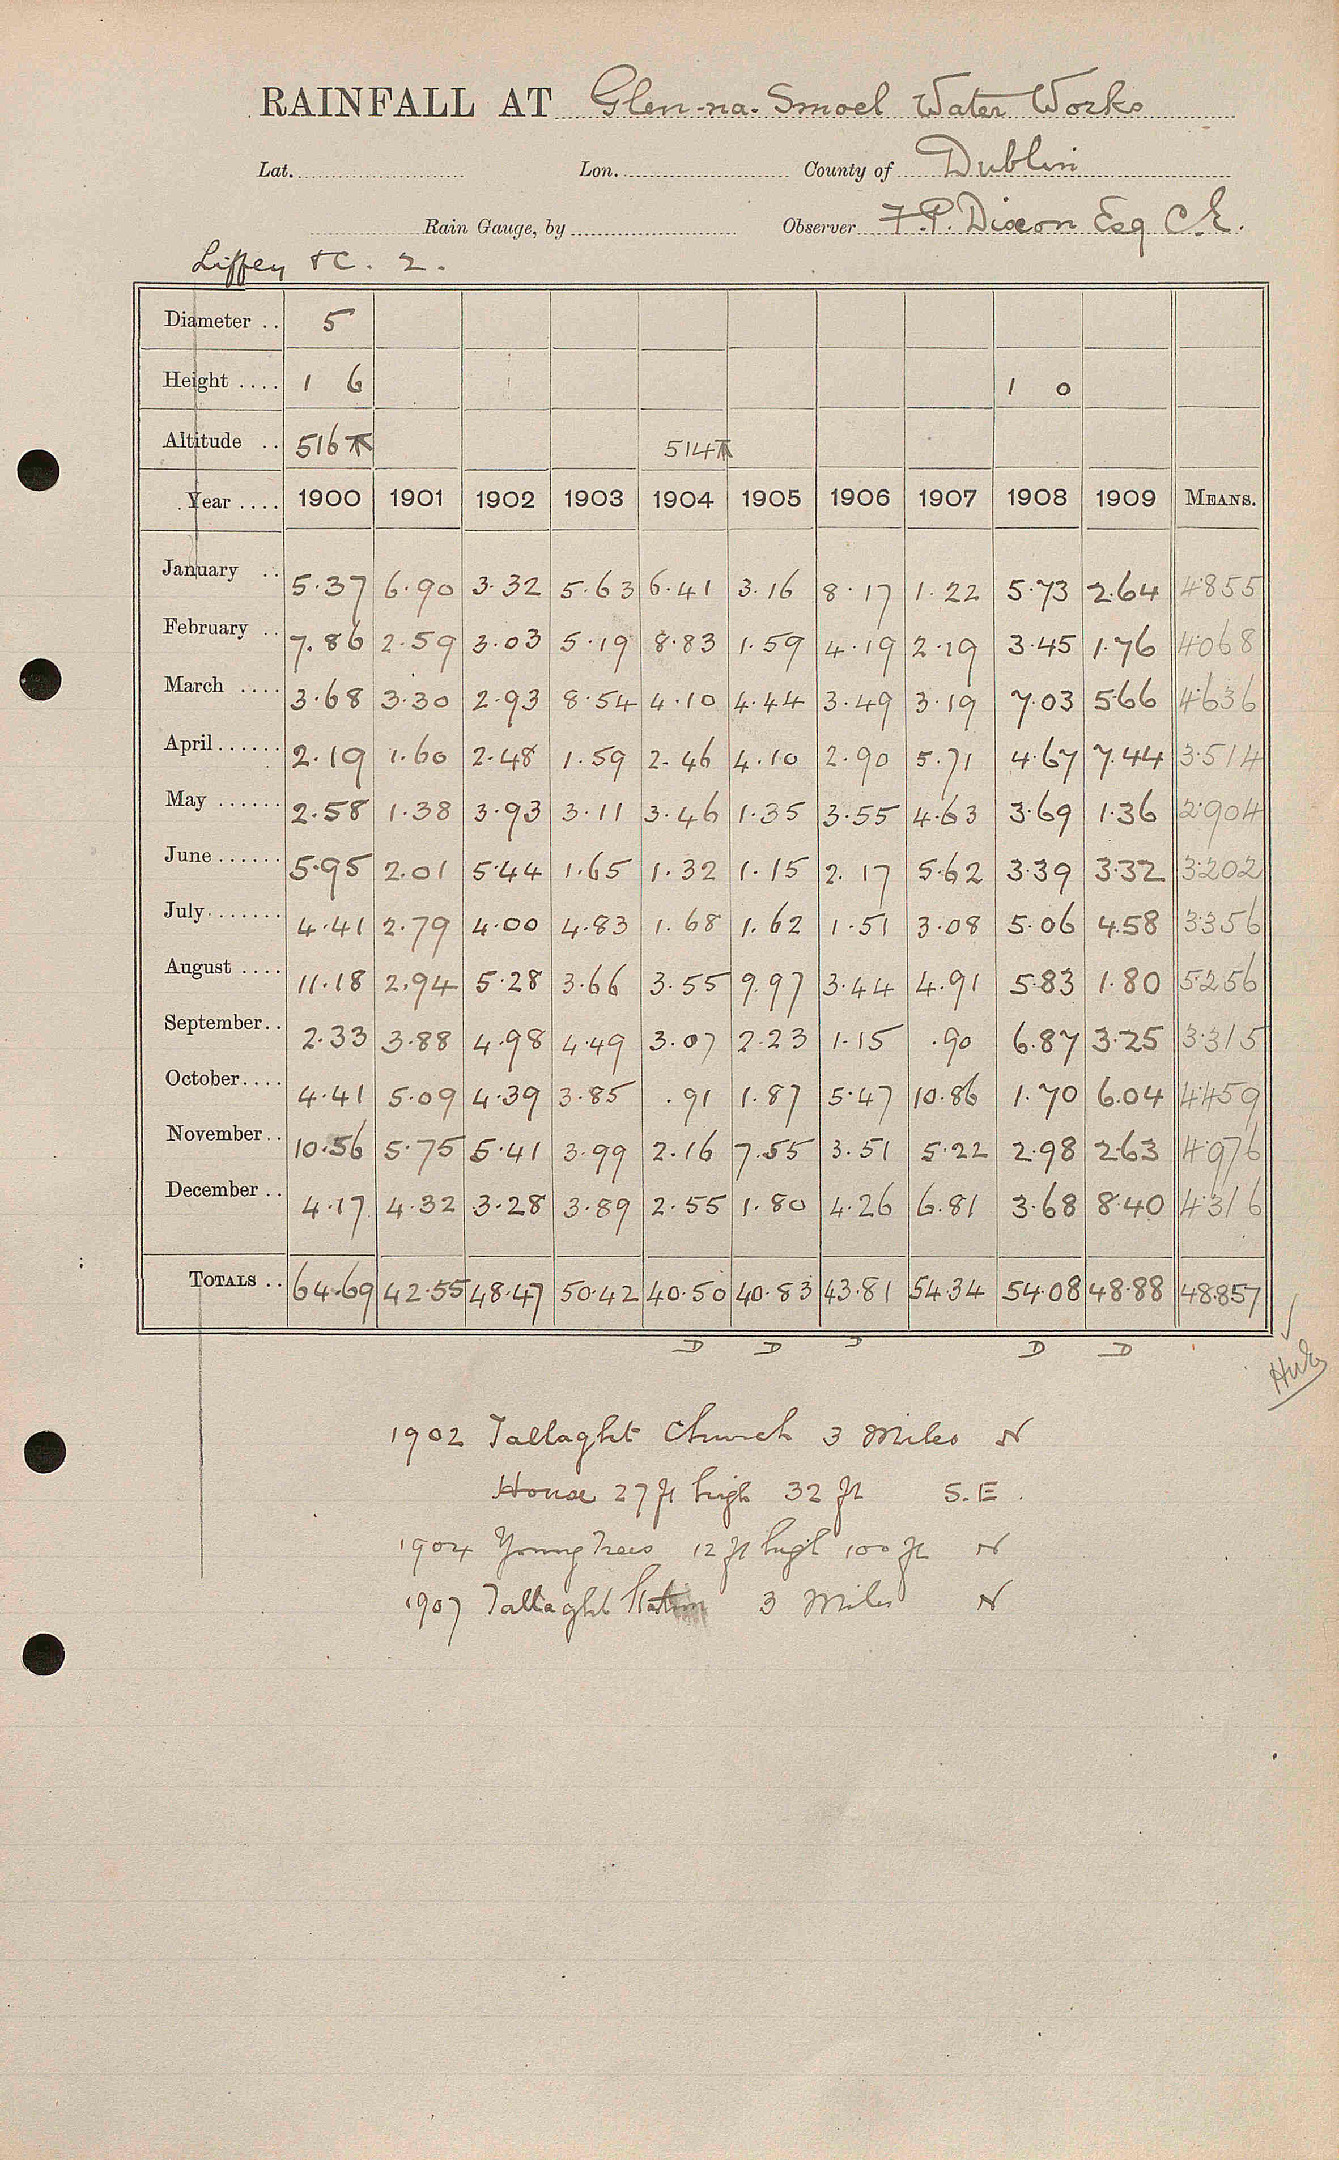 RAINFALL AT Glen-na-Smoel Water Works
Lat. Lon. County of Dublin
Rain Gauge, by Observer F.P. Dixon Esq C.E.
Liffey &C. 2.
Diameter .. 5
Height .... 1 6 1 0
Altitude .. 516 514
Year .... 1900 1901 1902 1903 1904 1905 1906 1907 1908 1909 MEANS.
January .. 5.37 6.90 3.32 5.63 6.41 3.16 8.17 1.22 5.73 2.64 4.855
February .. 7.86 2.59 3.03 5.19 8.83 1.59 4.19 2.19 3.45 1.76 4.068
March .... 3.68 3.30 2.93 8.54 4.10 4.44 3.49 3.19 7.03 5.66 4.636
April ...... 2.19 1.60 2.48 1.59 2.46 4.10 2.90 5.71 4.67 7.44 3.514
May ...... 2.58 1.38 3.93 3.11 3.46 1.35 3.55 4.63 3.69 1.36 2.904
June ...... 5.95 2.01 5.44 1.65 1.32 1.15 2.17 5.62 3.39 3.32 3.202
July ....... 4.41 2.79 4.00 4.83 1.68 1.62 1.51 3.08 5.06 4.58 3.356
August .... 11.18 2.94 5.28 3.66 3.55 9.97 3.44 4.91 5.83 1.80 5.256
September .. 2.33 3.88 4.98 4.49 3.07 2.23 1.15 .90 6.87 3.25 3.315
October .... 4.41 5.09 4.39 3.85 .91 1.87 5.47 10.86 1.70 6.04 4.459
November .. 10.56 5.75 5.41 3.99 2.16 7.55 3.51 5.22 2.98 2.63 4.976
December .. 4.17 4.32 3.28 3.89 2.55 1.80 4.26 6.81 3.68 8.40 4.316
TOTALS .. 64.69 42.55 48.47 50.42 40.50 40.83 43.81 54.34 54.08 48.88 48.857
D D D D D
1902 Tallaght Church 3 Miles N
House 27 ft high 32 ft S.E.
1904 Young Trees 12 ft high 100 ft N
1907 Tallaght Station 3 Miles N